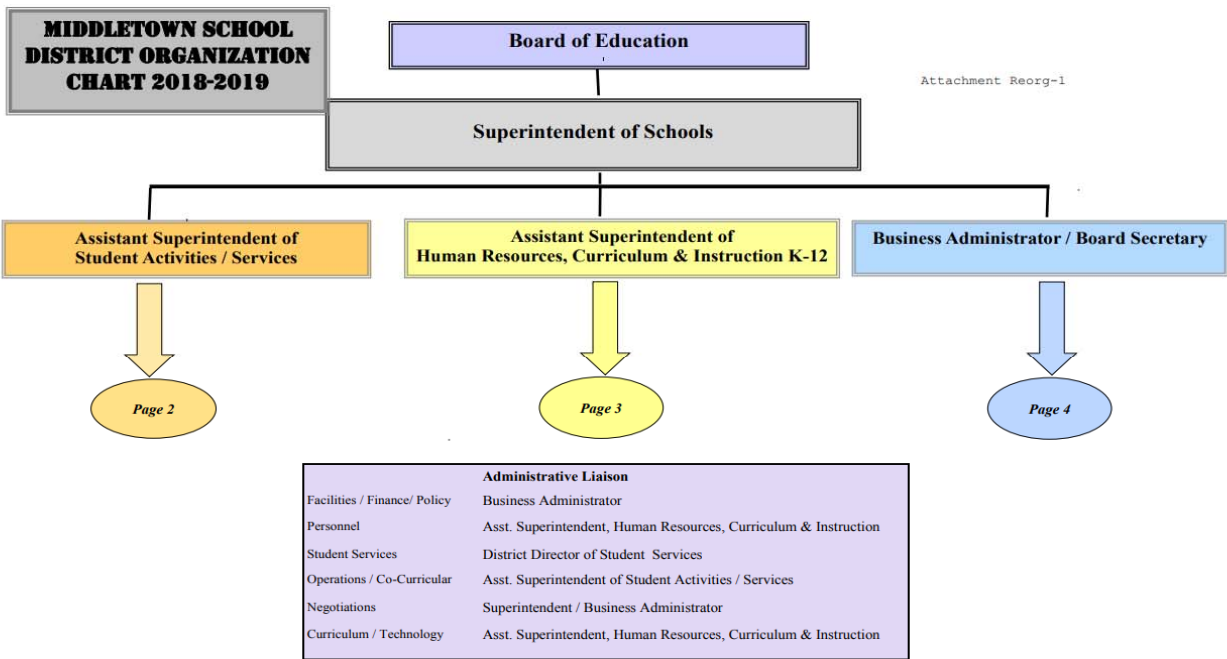 MIDDLETOWN SCHOOL
DISTRICT ORGANIZATION
CHART 2018-2019
Board of Education
Attachment Reorg-1
Superintendent of Schools
Assistant Superintendent of
Student Activities / Services
Assistant Superintendent of
Human Resources, Curriculum & Instruction K-12
Business Administrator / Board Secretary
Page 2
Page 3
Page 4
Administrative Liaison
Facilities / Finance/ Policy Business Administrator
Personnel Asst. Superintendent, Human Resources, Curriculum & Instruction
Student Services District Director of Student Services
Operations / Co-Curricular Asst. Superintendent of Student Activities / Services
Negotiations Superintendent / Business Administrator
Curriculum / Technology Asst. Superintendent, Human Resources, Curriculum & Instruction